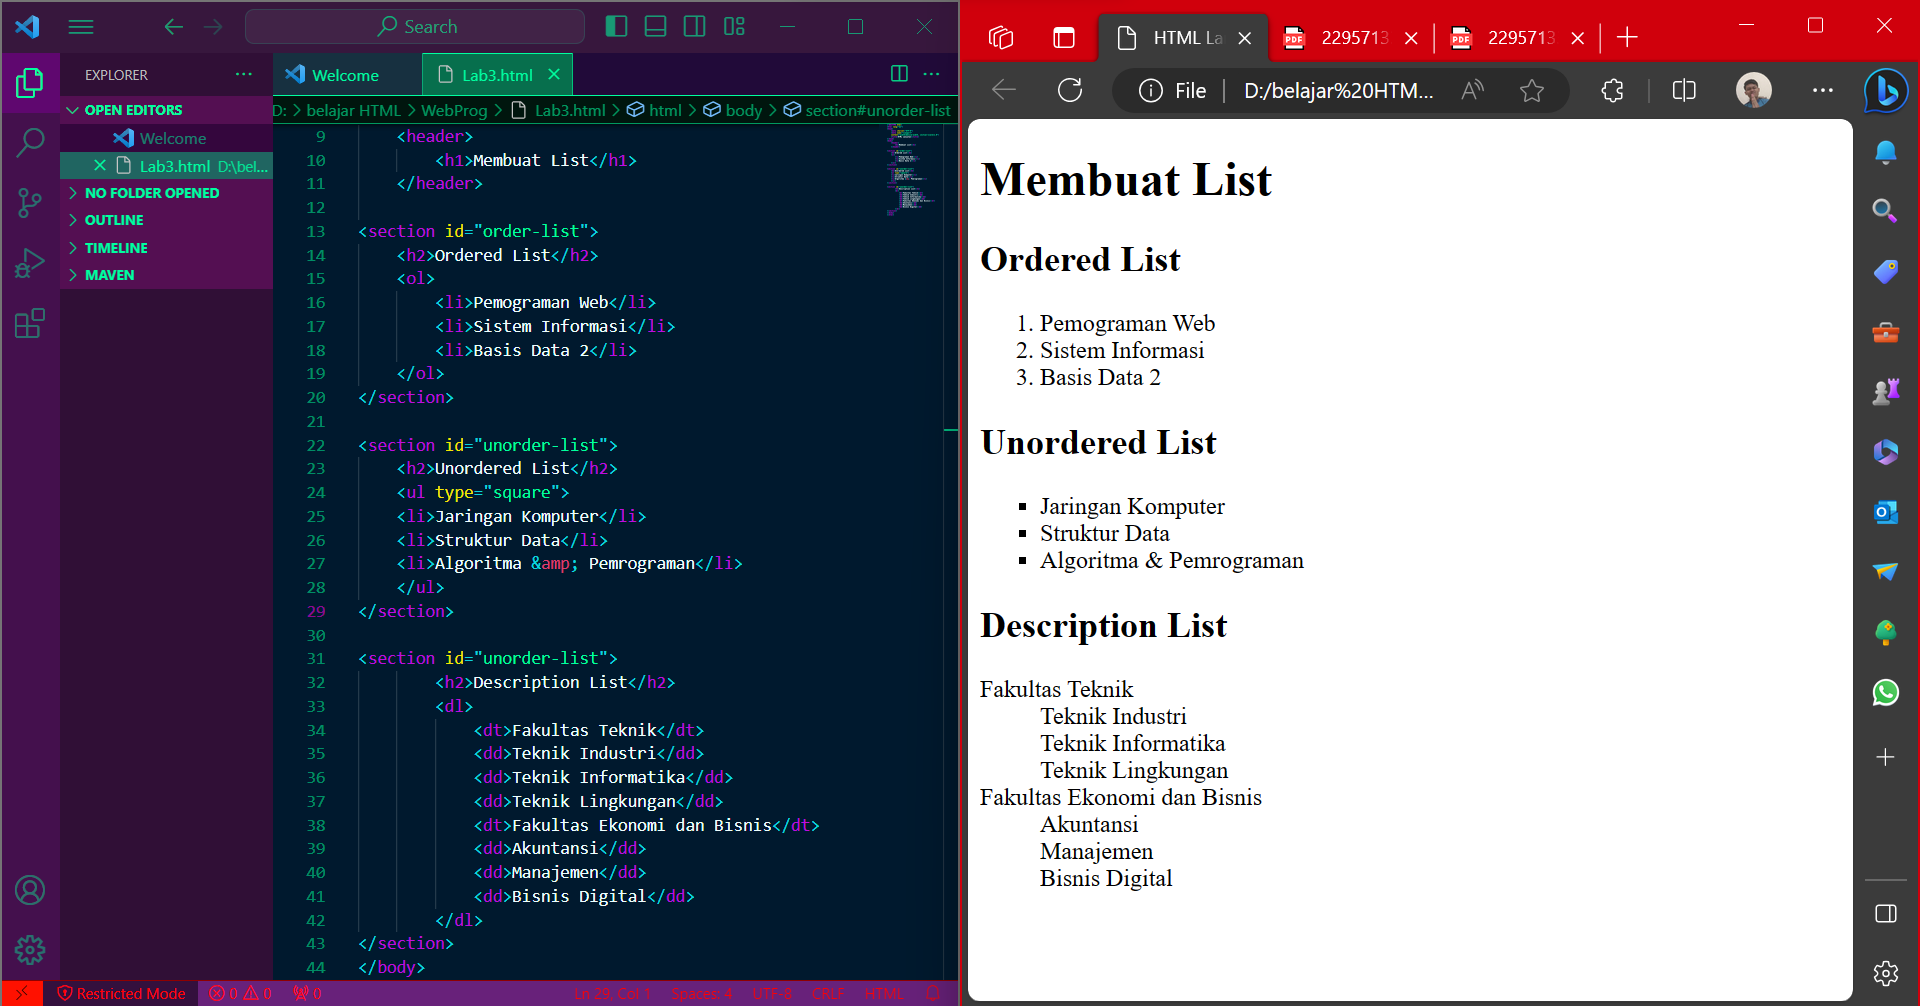 Search
EXPLORER
OPEN EDITORS
Welcome
Lab3.html D:\bel...
NO FOLDER OPENED
OUTLINE
TIMELINE
MAVEN
Welcome
Lab3.html
D: > belajar HTML > WebProg > Lab3.html > html > body > section#unorder-list
9 <header>
10 <h1>Membuat List</h1>
11 </header>
12
13 <section id="order-list">
14 <h2>Ordered List</h2>
15 <ol>
16 <li>Pemograman Web</li>
17 <li>Sistem Informasi</li>
18 <li>Basis Data 2</li>
19 </ol>
20 </section>
21
22 <section id="unorder-list">
23 <h2>Unordered List</h2>
24 <ul type="square">
25 <li>Jaringan Komputer</li>
26 <li>Struktur Data</li>
27 <li>Algoritma &amp; Pemrograman</li>
28 </ul>
29 </section>
30
31 <section id="unorder-list">
32 <h2>Description List</h2>
33 <dl>
34 <dt>Fakultas Teknik</dt>
35 <dd>Teknik Industri</dd>
36 <dd>Teknik Informatika</dd>
37 <dd>Teknik Lingkungan</dd>
38 <dt>Fakultas Ekonomi dan Bisnis</dt>
39 <dd>Akuntansi</dd>
40 <dd>Manajemen</dd>
41 <dd>Bisnis Digital</dd>
42 </dl>
43 </section>
44 </body>
Restricted Mode 0 0 0 Ln 29, Col 1 Spaces: 4 UTF-8 CRLF HTML
HTML La
PDF 2295713
PDF 2295713
File D:/belajar%20HTM...
Membuat List
Ordered List
1. Pemograman Web
2. Sistem Informasi
3. Basis Data 2
Unordered List
Jaringan Komputer
Struktur Data
Algoritma & Pemrograman
Description List
Fakultas Teknik
Teknik Industri
Teknik Informatika
Teknik Lingkungan
Fakultas Ekonomi dan Bisnis
Akuntansi
Manajemen
Bisnis Digital